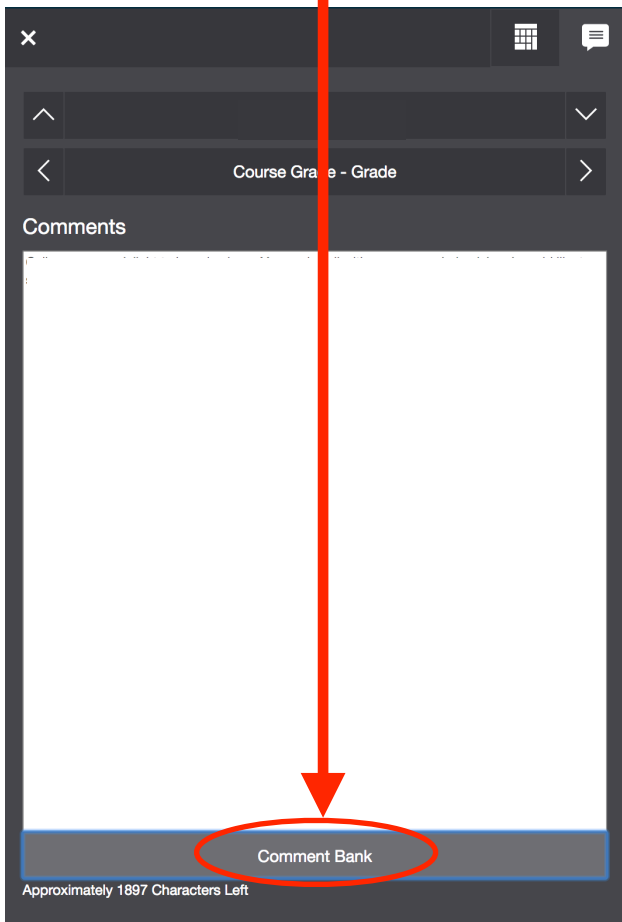 Course Grade - Grade
Comments
Comment Bank
Approximately 1897 Characters Left